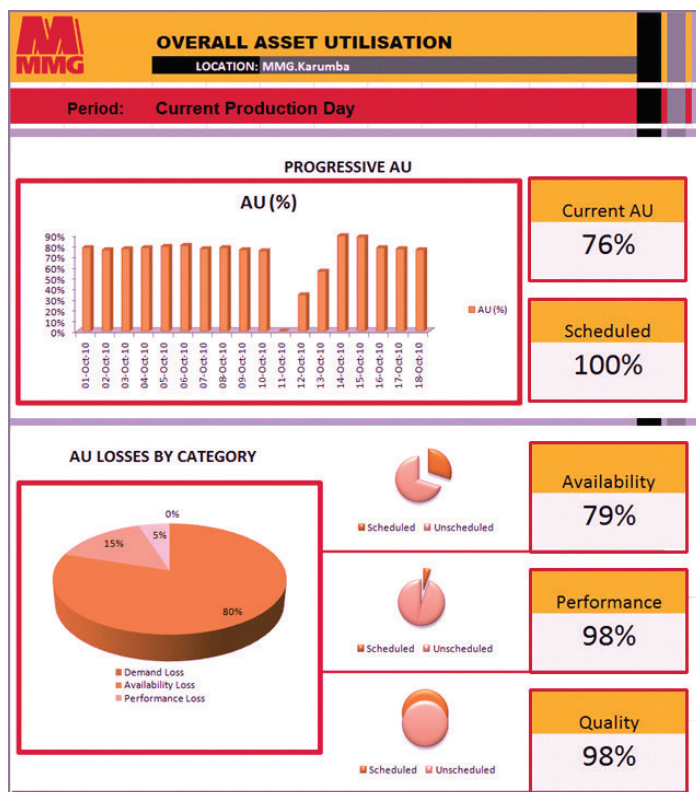 MMG
OVERALL ASSET UTILISATION
LOCATION: MMG.Karumba
Period: Current Production Day
PROGRESSIVE AU
AU (%)
90%
80%
70%
60%
50%
40%
30%
20%
10%
0%
01-Oct-10
02-Oct-10
03-Oct-10
04-Oct-10
05-Oct-10
06-Oct-10
07-Oct-10
08-Oct-10
09-Oct-10
10-Oct-10
11-Oct-10
12-Oct-10
13-Oct-10
14-Oct-10
15-Oct-10
16-Oct-10
17-Oct-10
18-Oct-10
AU (%)
Current AU
76%
Scheduled
100%
AU LOSSES BY CATEGORY
0%
5%
15%
80%
Demand Loss
Availability Loss
Performance Loss
Scheduled Unscheduled
Availability
79%
Scheduled Unscheduled
Performance
98%
Scheduled Unscheduled
Quality
98%